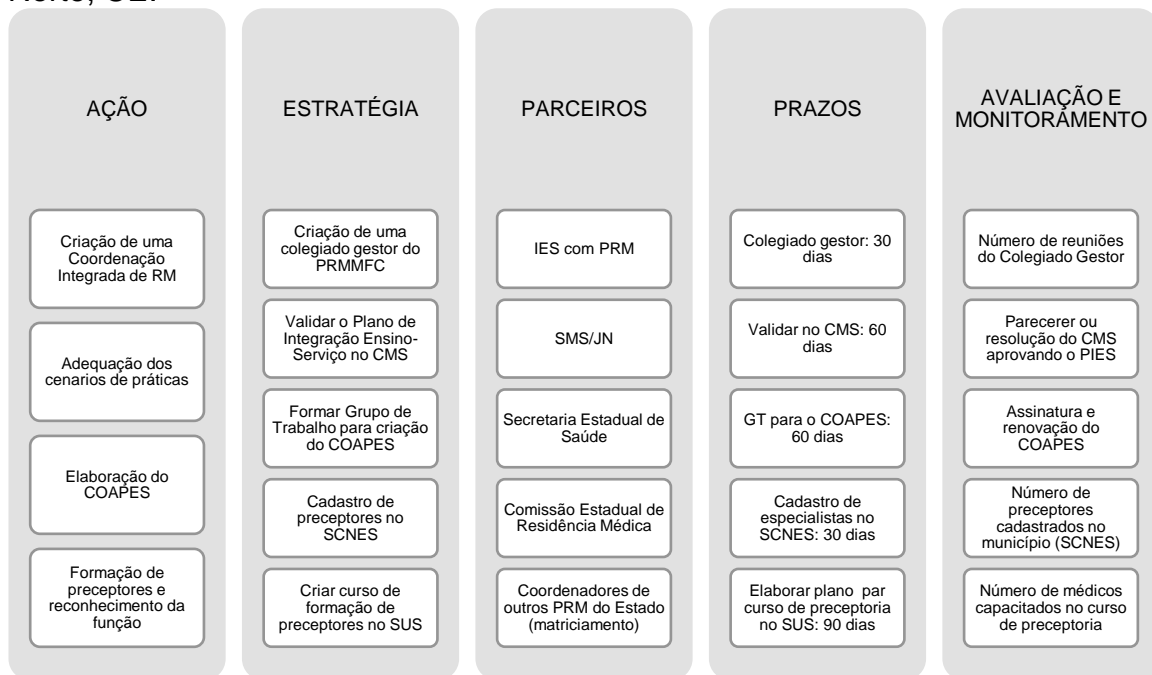 Norte, CE.
AÇÃO
Criação de uma
Coordenação
Integrada de RM
Adequação dos
cenarios de práticas
Elaboração do
COAPES
Formação de
preceptores e
reconhecimento da
função
ESTRATÉGIA
Criação de uma
colegiado gestor do
PRMMFC
Validar o Plano de
Integração Ensino-
Serviço no CMS
Formar Grupo de
Trabalho para criação
do COAPES
Cadastro de
preceptores no
SCNES
Criar curso de
formação de
preceptores no SUS
PARCEIROS
IES com PRM
SMS/JN
Secretaria Estadual de
Saúde
Comissão Estadual de
Residência Médica
Coordenadores de
outros PRM do Estado
(matriciamento)
PRAZOS
Colegiado gestor: 30
dias
Validar no CMS: 60
dias
GT para o COAPES:
60 dias
Cadastro de
especialistas no
SCNES: 30 dias
Elaborar plano par
curso de preceptoria
no SUS: 90 dias
AVALIAÇÃO E
MONITORAMENTO
Número de reuniões
do Colegiado Gestor
Parecerer ou
resolução do CMS
aprovando o PIES
Assinatura e
renovação do
COAPES
Número de
preceptores
cadastrados no
município (SCNES)
Número de médicos
capacitados no curso
de preceptoria